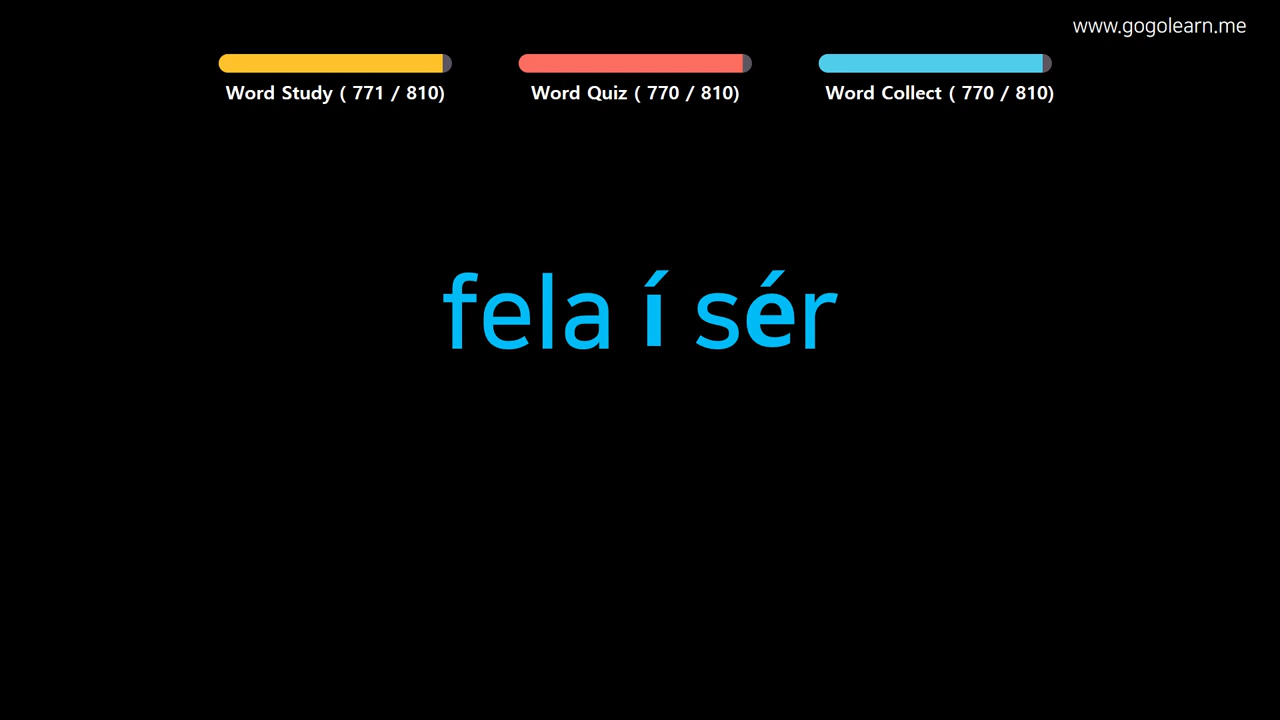 www.gogolearn.me
Word Study ( 771 / 810)
Word Quiz ( 770 / 810)
Word Collect ( 770 / 810)
fela í sér